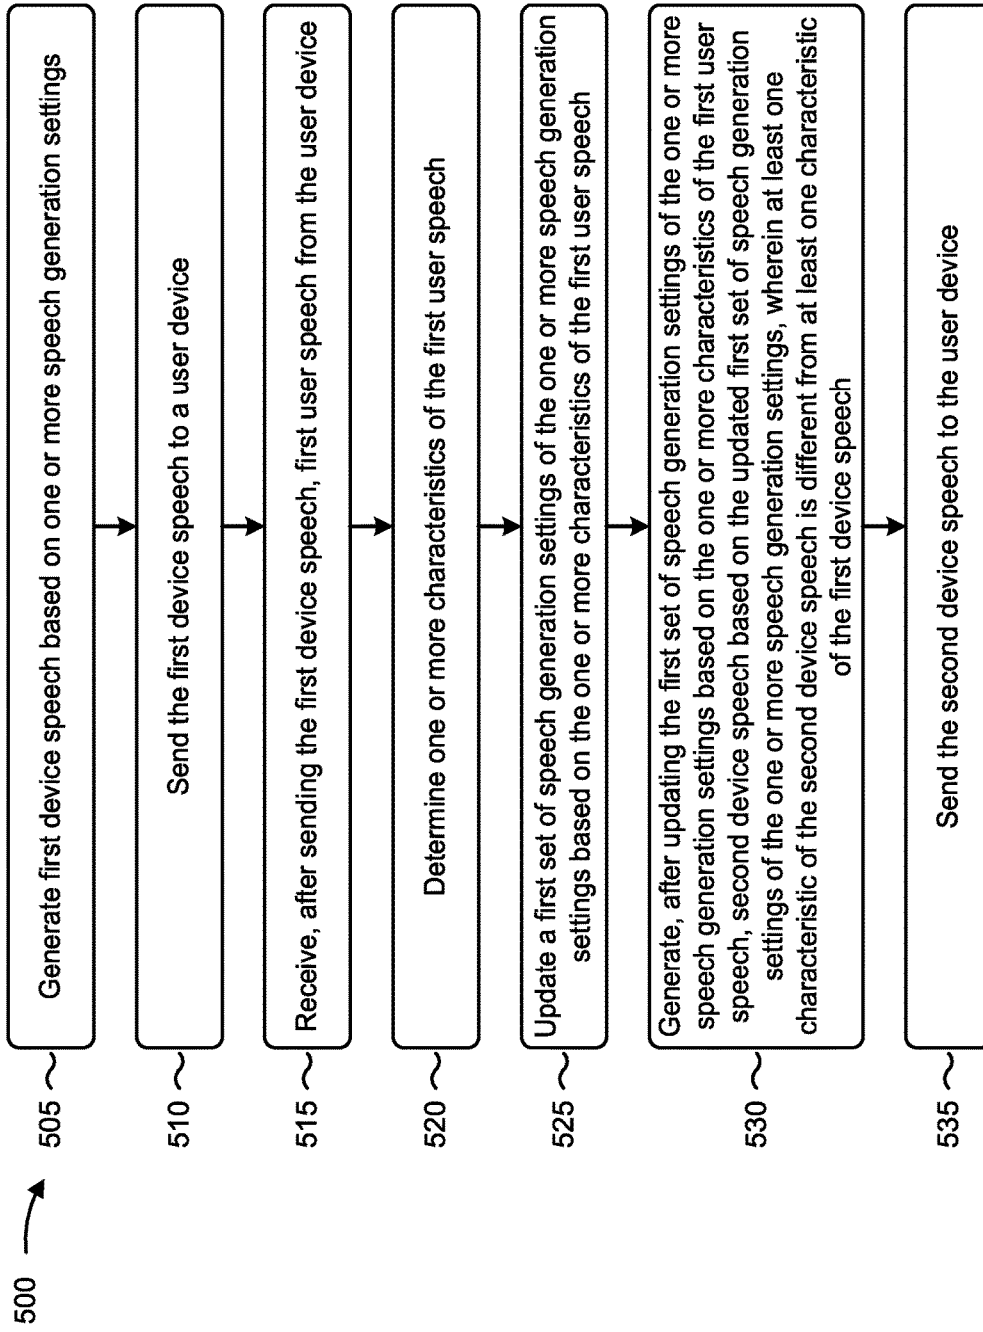 500
505
Generate first device speech based on one or more speech generation settings
510
Send the first device speech to a user device
515
Receive, after sending the first device speech, first user speech from the user device
520
Determine one or more characteristics of the first user speech
525
Update a first set of speech generation settings of the one or more speech generation
settings based on the one or more characteristics of the first user speech
530
Generate, after updating the first set of speech generation settings of the one or more
speech generation settings based on the one or more characteristics of the first user
speech, second device speech based on the updated first set of speech generation
settings of the one or more speech generation settings, wherein at least one
characteristic of the second device speech is different from at least one characteristic
of the first device speech
535
Send the second device speech to the user device